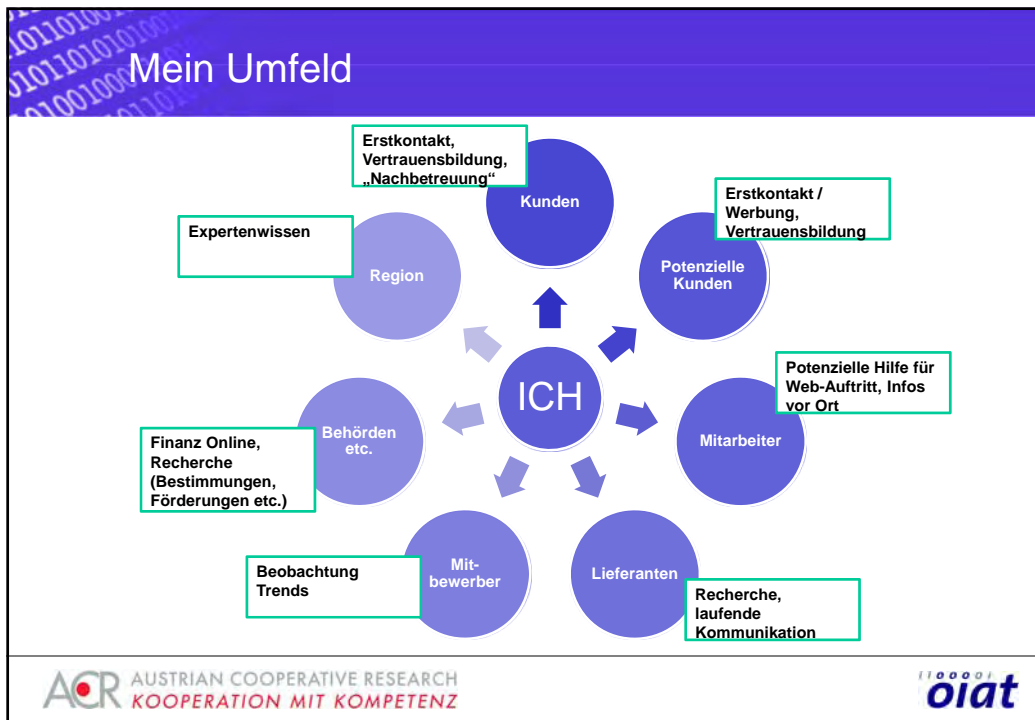 Mein Umfeld
Erstkontakt,
Vertrauensbildung,
„Nachbetreuung“
Kunden
Erstkontakt /
Werbung,
Vertrauensbildung
Potenzielle
Kunden
Expertenwissen
Region
ICH
Potenzielle Hilfe für
Web-Auftritt, Infos
vor Ort
Mitarbeiter
Behörden
etc.
Finanz Online,
Recherche
(Bestimmungen,
Förderungen etc.)
Mit-
bewerber
Beobachtung
Trends
Lieferanten
Recherche,
laufende
Kommunikation
ACR AUSTRIAN COOPERATIVE RESEARCH
KOOPERATION MIT KOMPETENZ
öiat